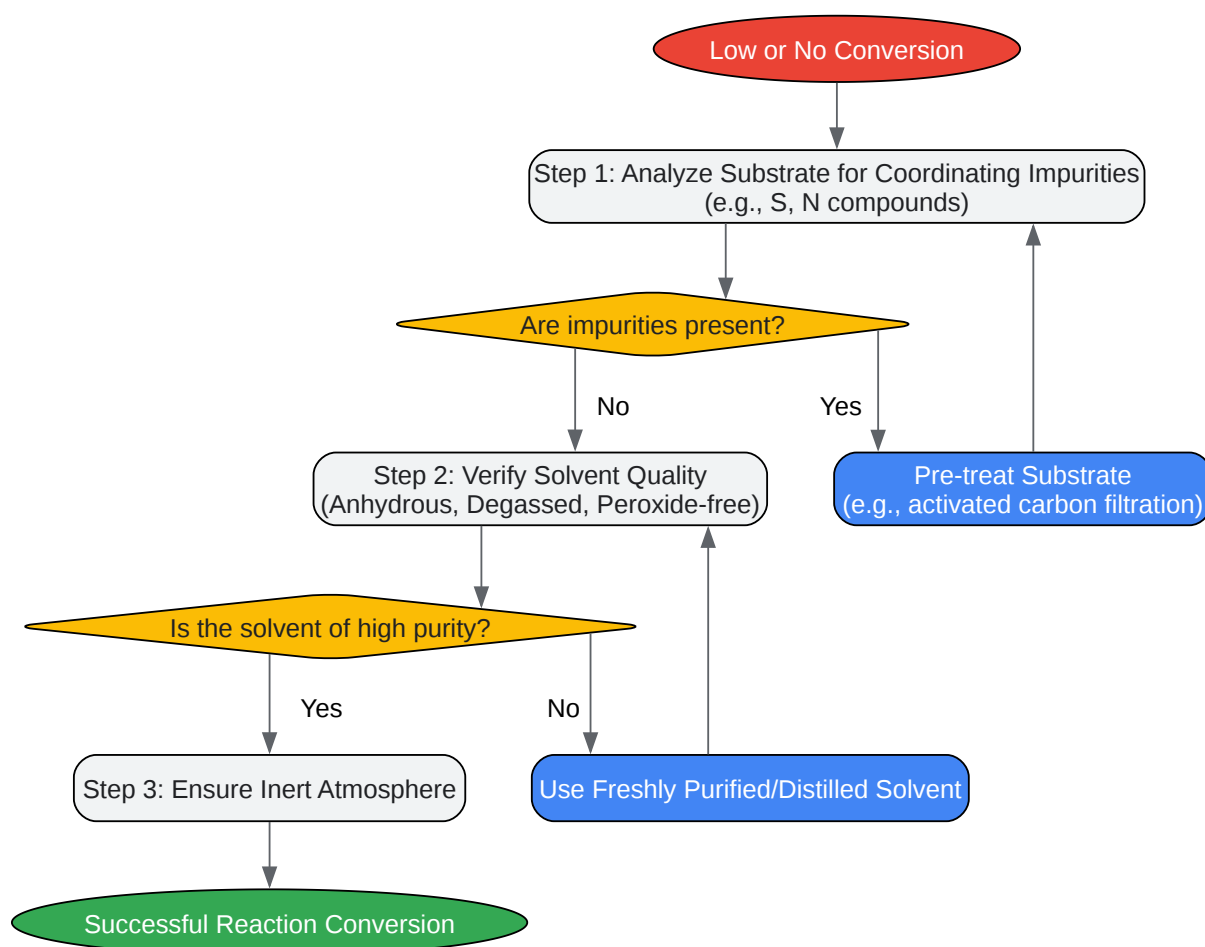 Low or No Conversion
Step 1: Analyze Substrate for Coordinating Impurities
(e.g., S, N compounds)
Are impurities present?
No
Yes
Step 2: Verify Solvent Quality
(Anhydrous, Degassed, Peroxide-free)
Pre-treat Substrate
(e.g., activated carbon filtration)
Is the solvent of high purity?
Yes
No
Step 3: Ensure Inert Atmosphere
Use Freshly Purified/Distilled Solvent
Successful Reaction Conversion